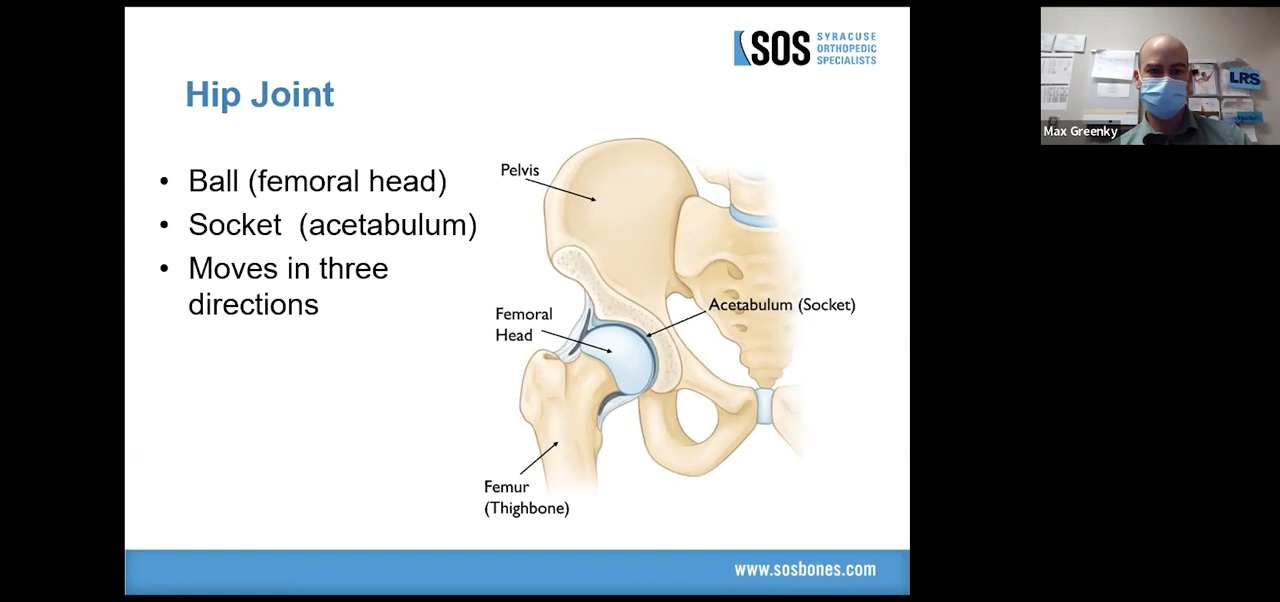 SOS
SYRACUSE
ORTHOPEDIC
SPECIALISTS
Hip Joint
• Ball (femoral head)
• Socket  (acetabulum)
• Moves in three
directions
Pelvis
Acetabulum (Socket)
Femoral
Head
Femur
(Thighbone)
www.sosbones.com
LRS
Max Greenky